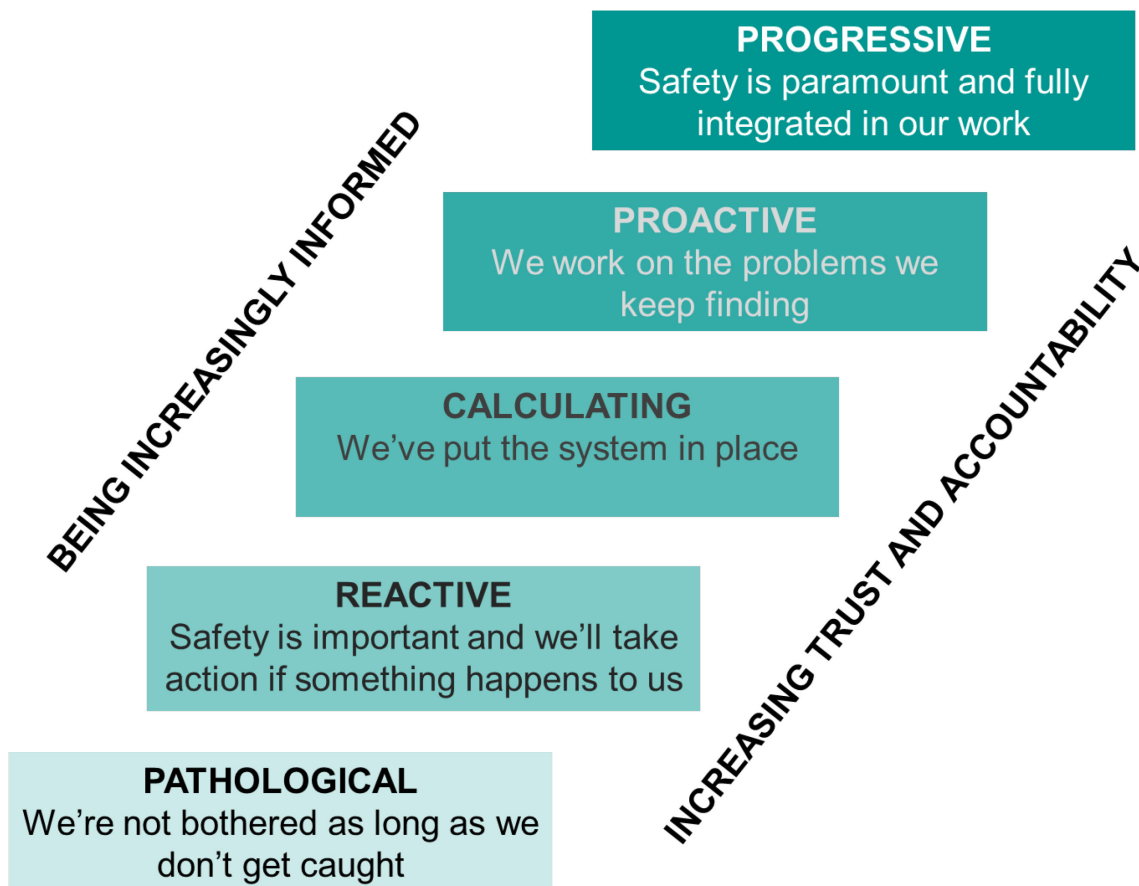 PROGRESSIVE
Safety is paramount and fully
integrated in our work
BEING INCREASINGLY INFORMED
PROACTIVE
We work on the problems we
keep finding
INCREASING TRUST AND ACCOUNTABILITY
CALCULATING
We’ve put the system in place
REACTIVE
Safety is important and we’ll take
action if something happens to us
PATHOLOGICAL
We’re not bothered as long as we
don’t get caught